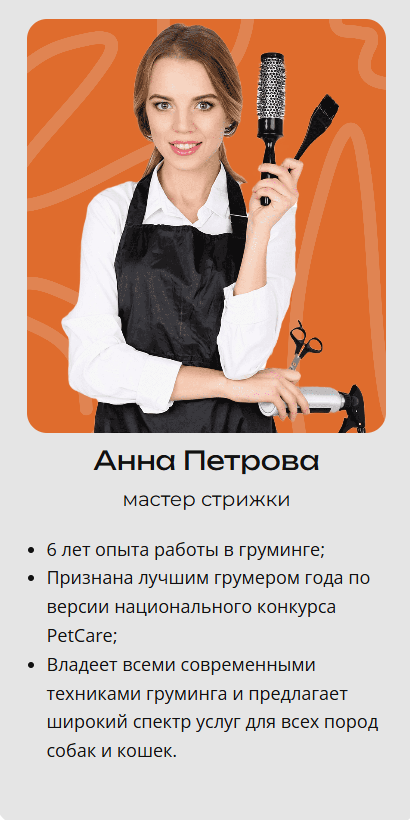 Анна Петрова
мастер стрижки
• 6 лет опыта работы в груминге;
• Признана лучшим грумером года по
версии национального конкурса
PetCare;
• Владеет всеми современными
техниками груминга и предлагает
широкий спектр услуг для всех пород
собак и кошек.